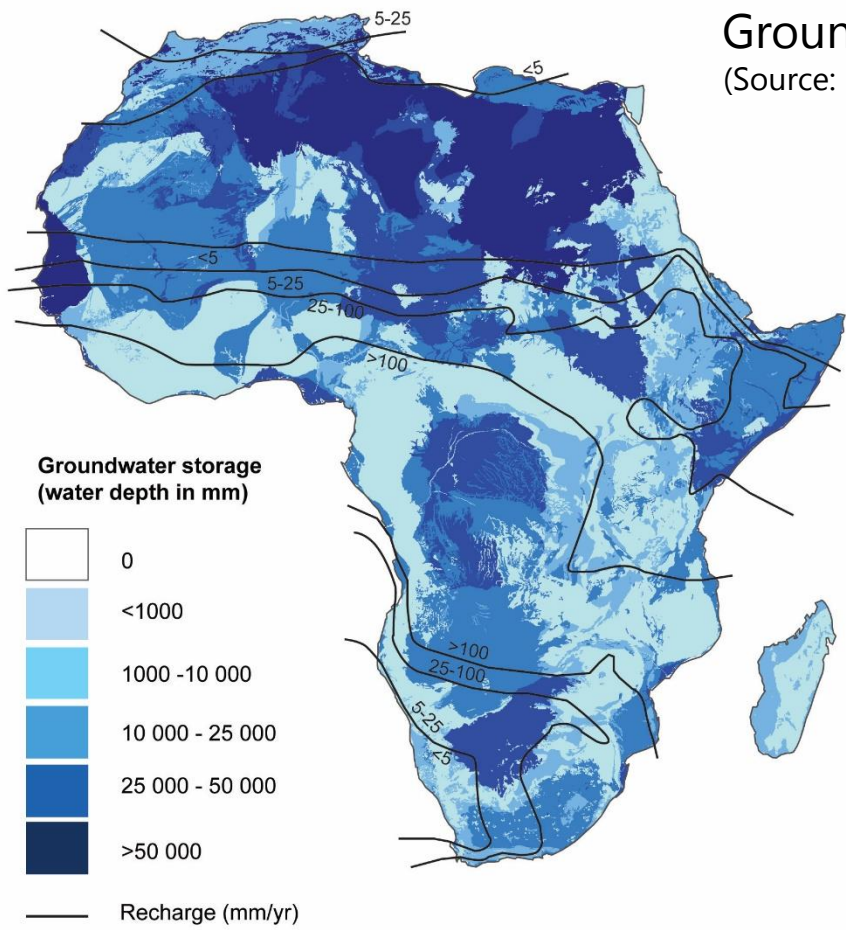 Groun
(Source:
5-25
<5
<5
5-25
25-100
>100
>100
25-100
5-25
<5
Groundwater storage
(water depth in mm)
0
<1000
1000 -10 000
10 000 - 25 000
25 000 - 50 000
>50 000
Recharge (mm/yr)